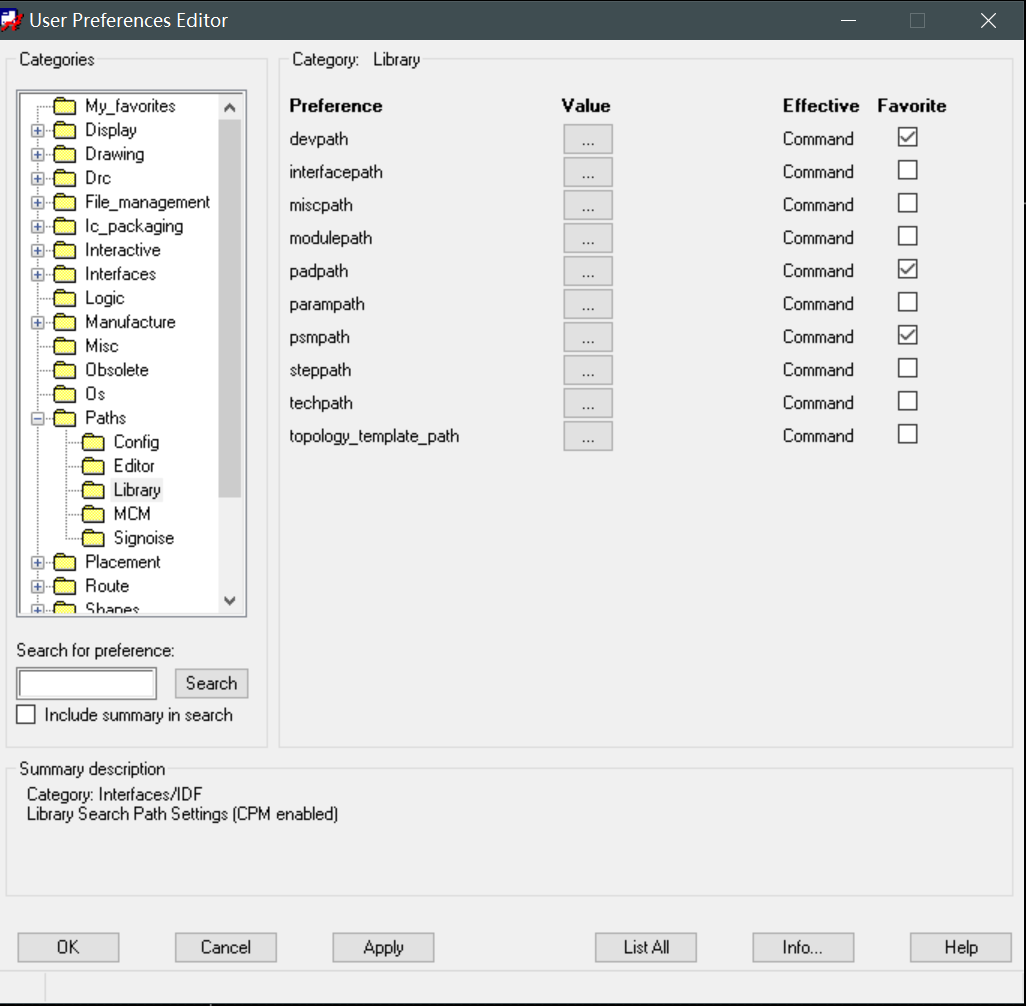 User Preferences Editor
Categories
My_favorites
Display
Drawing
Drc
File_management
Ic_packaging
Interactive
Interfaces
Logic
Manufacture
Misc
Obsolete
Os
Paths
Config
Editor
Library
MCM
Signoise
Placement
Route
Shapes
Search for preference:
Search
Include summary in search
Category: Library
Preference Value Effective Favorite
devpath ... Command
interfacepath ... Command
miscpath ... Command
modulepath ... Command
padpath ... Command
parampath ... Command
psmpath ... Command
steppath ... Command
techpath ... Command
topology_template_path ... Command
Summary description
Category: Interfaces/IDF
Library Search Path Settings (CPM enabled)
OK Cancel Apply List All Info... Help